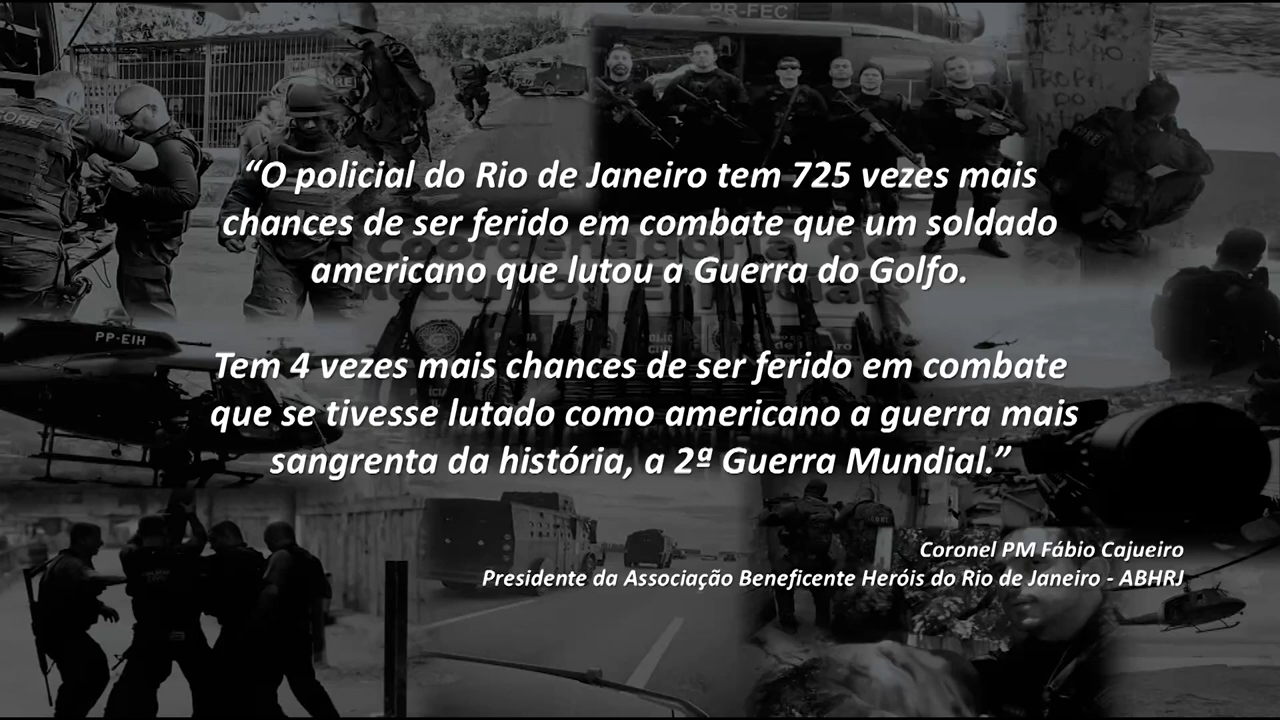 PR-FEC
CORE
CORE
“O policial do Rio de Janeiro tem 725 vezes mais
chances de ser ferido em combate que um soldado
americano que lutou a Guerra do Golfo.
PP-EIH
Tem 4 vezes mais chances de ser ferido em combate
que se tivesse lutado como americano a guerra mais
sangrenta da história, a 2ª Guerra Mundial.”
Coronel PM Fábio Cajueiro
Presidente da Associação Beneficente Heróis do Rio de Janeiro - ABHRJ